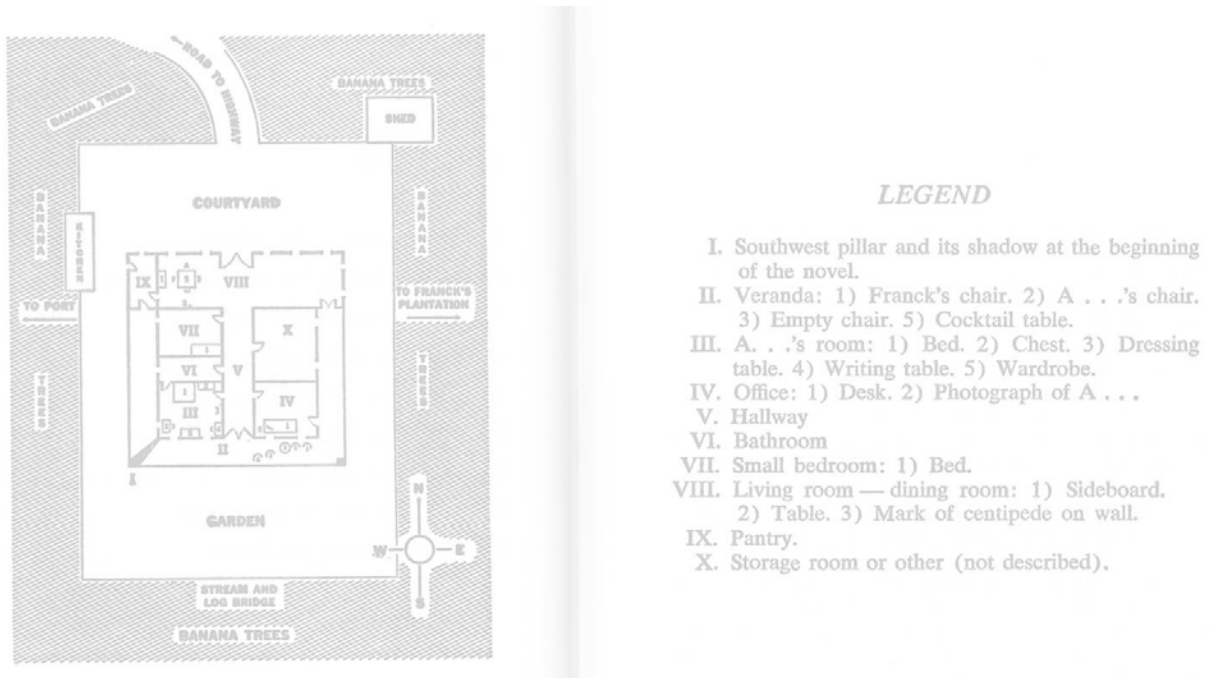 ROAD TO HIGHWAY
BANANA TREES
BANANA TREES
SHED
COURTYARD
BANANA
BANANA
KITCHEN
IX
VIII
TO PORT
TO FRANCK'S
PLANTATION
VII
X
VI
V
TREES
TREES
III
IV
II
I
N
GARDEN
W
E
S
STREAM AND
LOG BRIDGE
BANANA TREES
LEGEND
I. Southwest pillar and its shadow at the beginning
of the novel.
II. Veranda: 1) Franck's chair. 2) A . . .'s chair.
3) Empty chair. 5) Cocktail table.
III. A. . .'s room: 1) Bed. 2) Chest. 3) Dressing
table. 4) Writing table. 5) Wardrobe.
IV. Office: 1) Desk. 2) Photograph of A . . .
V. Hallway
VI. Bathroom
VII. Small bedroom: 1) Bed.
VIII. Living room — dining room: 1) Sideboard.
2) Table. 3) Mark of centipede on wall.
IX. Pantry.
X. Storage room or other (not described).